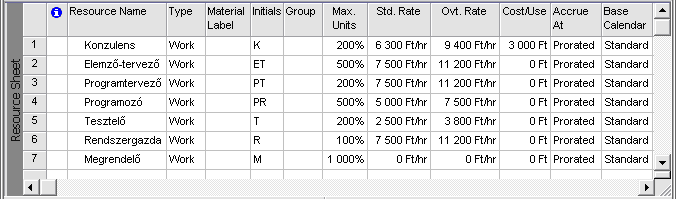 Resource Name Type Material Label Initials Group Max. Units Std. Rate Ovt. Rate Cost/Use Accrue At Base Calendar
1 Konzulens Work K 200% 6 300 Ft/hr 9 400 Ft/hr 3 000 Ft Prorated Standard
2 Elemző-tervező Work ET 500% 7 500 Ft/hr 11 200 Ft/hr 0 Ft Prorated Standard
3 Programtervező Work PT 200% 7 500 Ft/hr 11 200 Ft/hr 0 Ft Prorated Standard
4 Programozó Work PR 500% 5 000 Ft/hr 7 500 Ft/hr 0 Ft Prorated Standard
5 Tesztelő Work T 200% 2 500 Ft/hr 3 800 Ft/hr 0 Ft Prorated Standard
6 Rendszergazda Work R 100% 7 500 Ft/hr 11 200 Ft/hr 0 Ft Prorated Standard
7 Megrendelő Work M 1 000% 0 Ft/hr 0 Ft/hr 0 Ft Prorated Standard
Resource Sheet